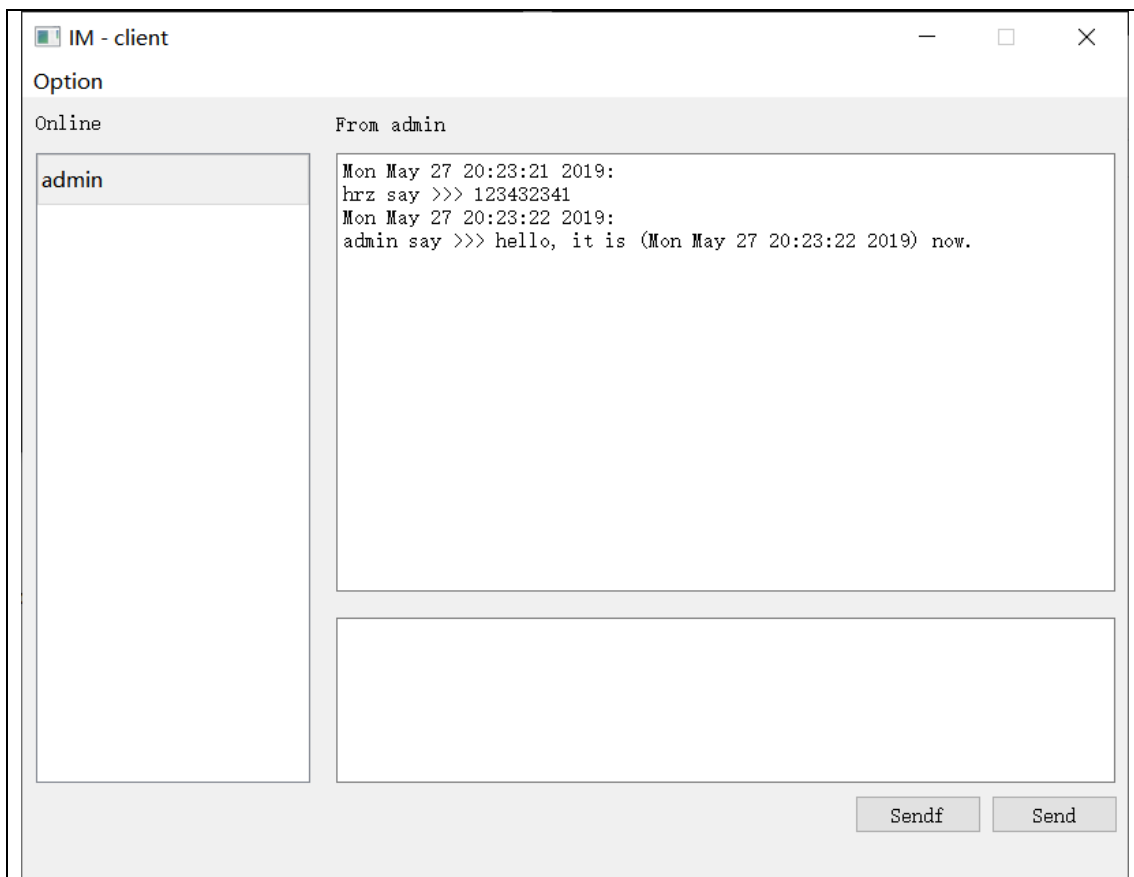 IM - client
Option
Online
From admin
admin
Mon May 27 20:23:21 2019:
hrz say >>> 123432341
Mon May 27 20:23:22 2019:
admin say >>> hello, it is (Mon May 27 20:23:22 2019) now.
Sendf
Send